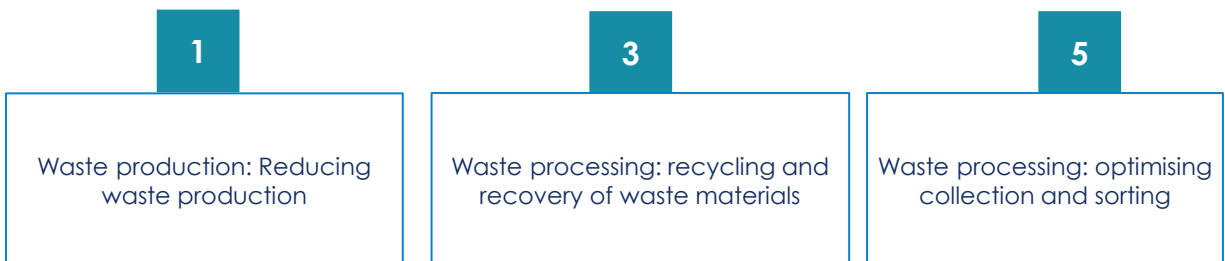 1
Waste production: Reducing
waste production
3
Waste processing: recycling and
recovery of waste materials
5
Waste processing: optimising
collection and sorting